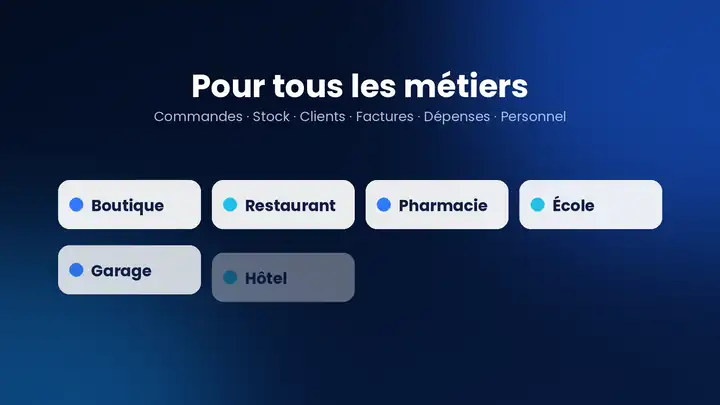 Pour tous les métiers
Commandes · Stock · Clients · Factures · Dépenses · Personnel
Boutique
Restaurant
Pharmacie
École
Garage
Hôtel